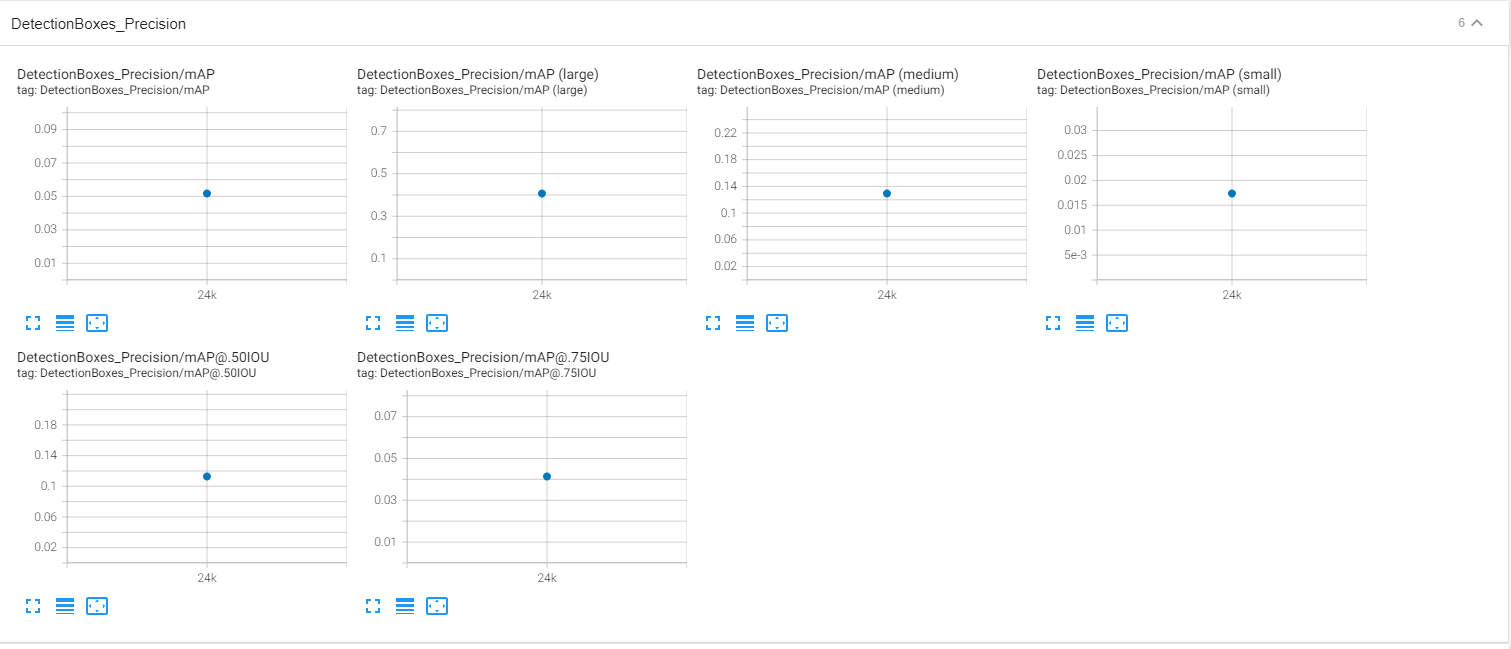 DetectionBoxes_Precision
6
DetectionBoxes_Precision/mAP
tag: DetectionBoxes_Precision/mAP
0.09
0.07
0.05
0.03
0.01
24k
DetectionBoxes_Precision/mAP (large)
tag: DetectionBoxes_Precision/mAP (large)
0.7
0.5
0.3
0.1
24k
DetectionBoxes_Precision/mAP (medium)
tag: DetectionBoxes_Precision/mAP (medium)
0.22
0.18
0.14
0.1
0.06
0.02
24k
DetectionBoxes_Precision/mAP (small)
tag: DetectionBoxes_Precision/mAP (small)
0.03
0.025
0.02
0.015
0.01
5e-3
24k
DetectionBoxes_Precision/mAP@.50IOU
tag: DetectionBoxes_Precision/mAP@.50IOU
0.18
0.14
0.1
0.06
0.02
24k
DetectionBoxes_Precision/mAP@.75IOU
tag: DetectionBoxes_Precision/mAP@.75IOU
0.07
0.05
0.03
0.01
24k